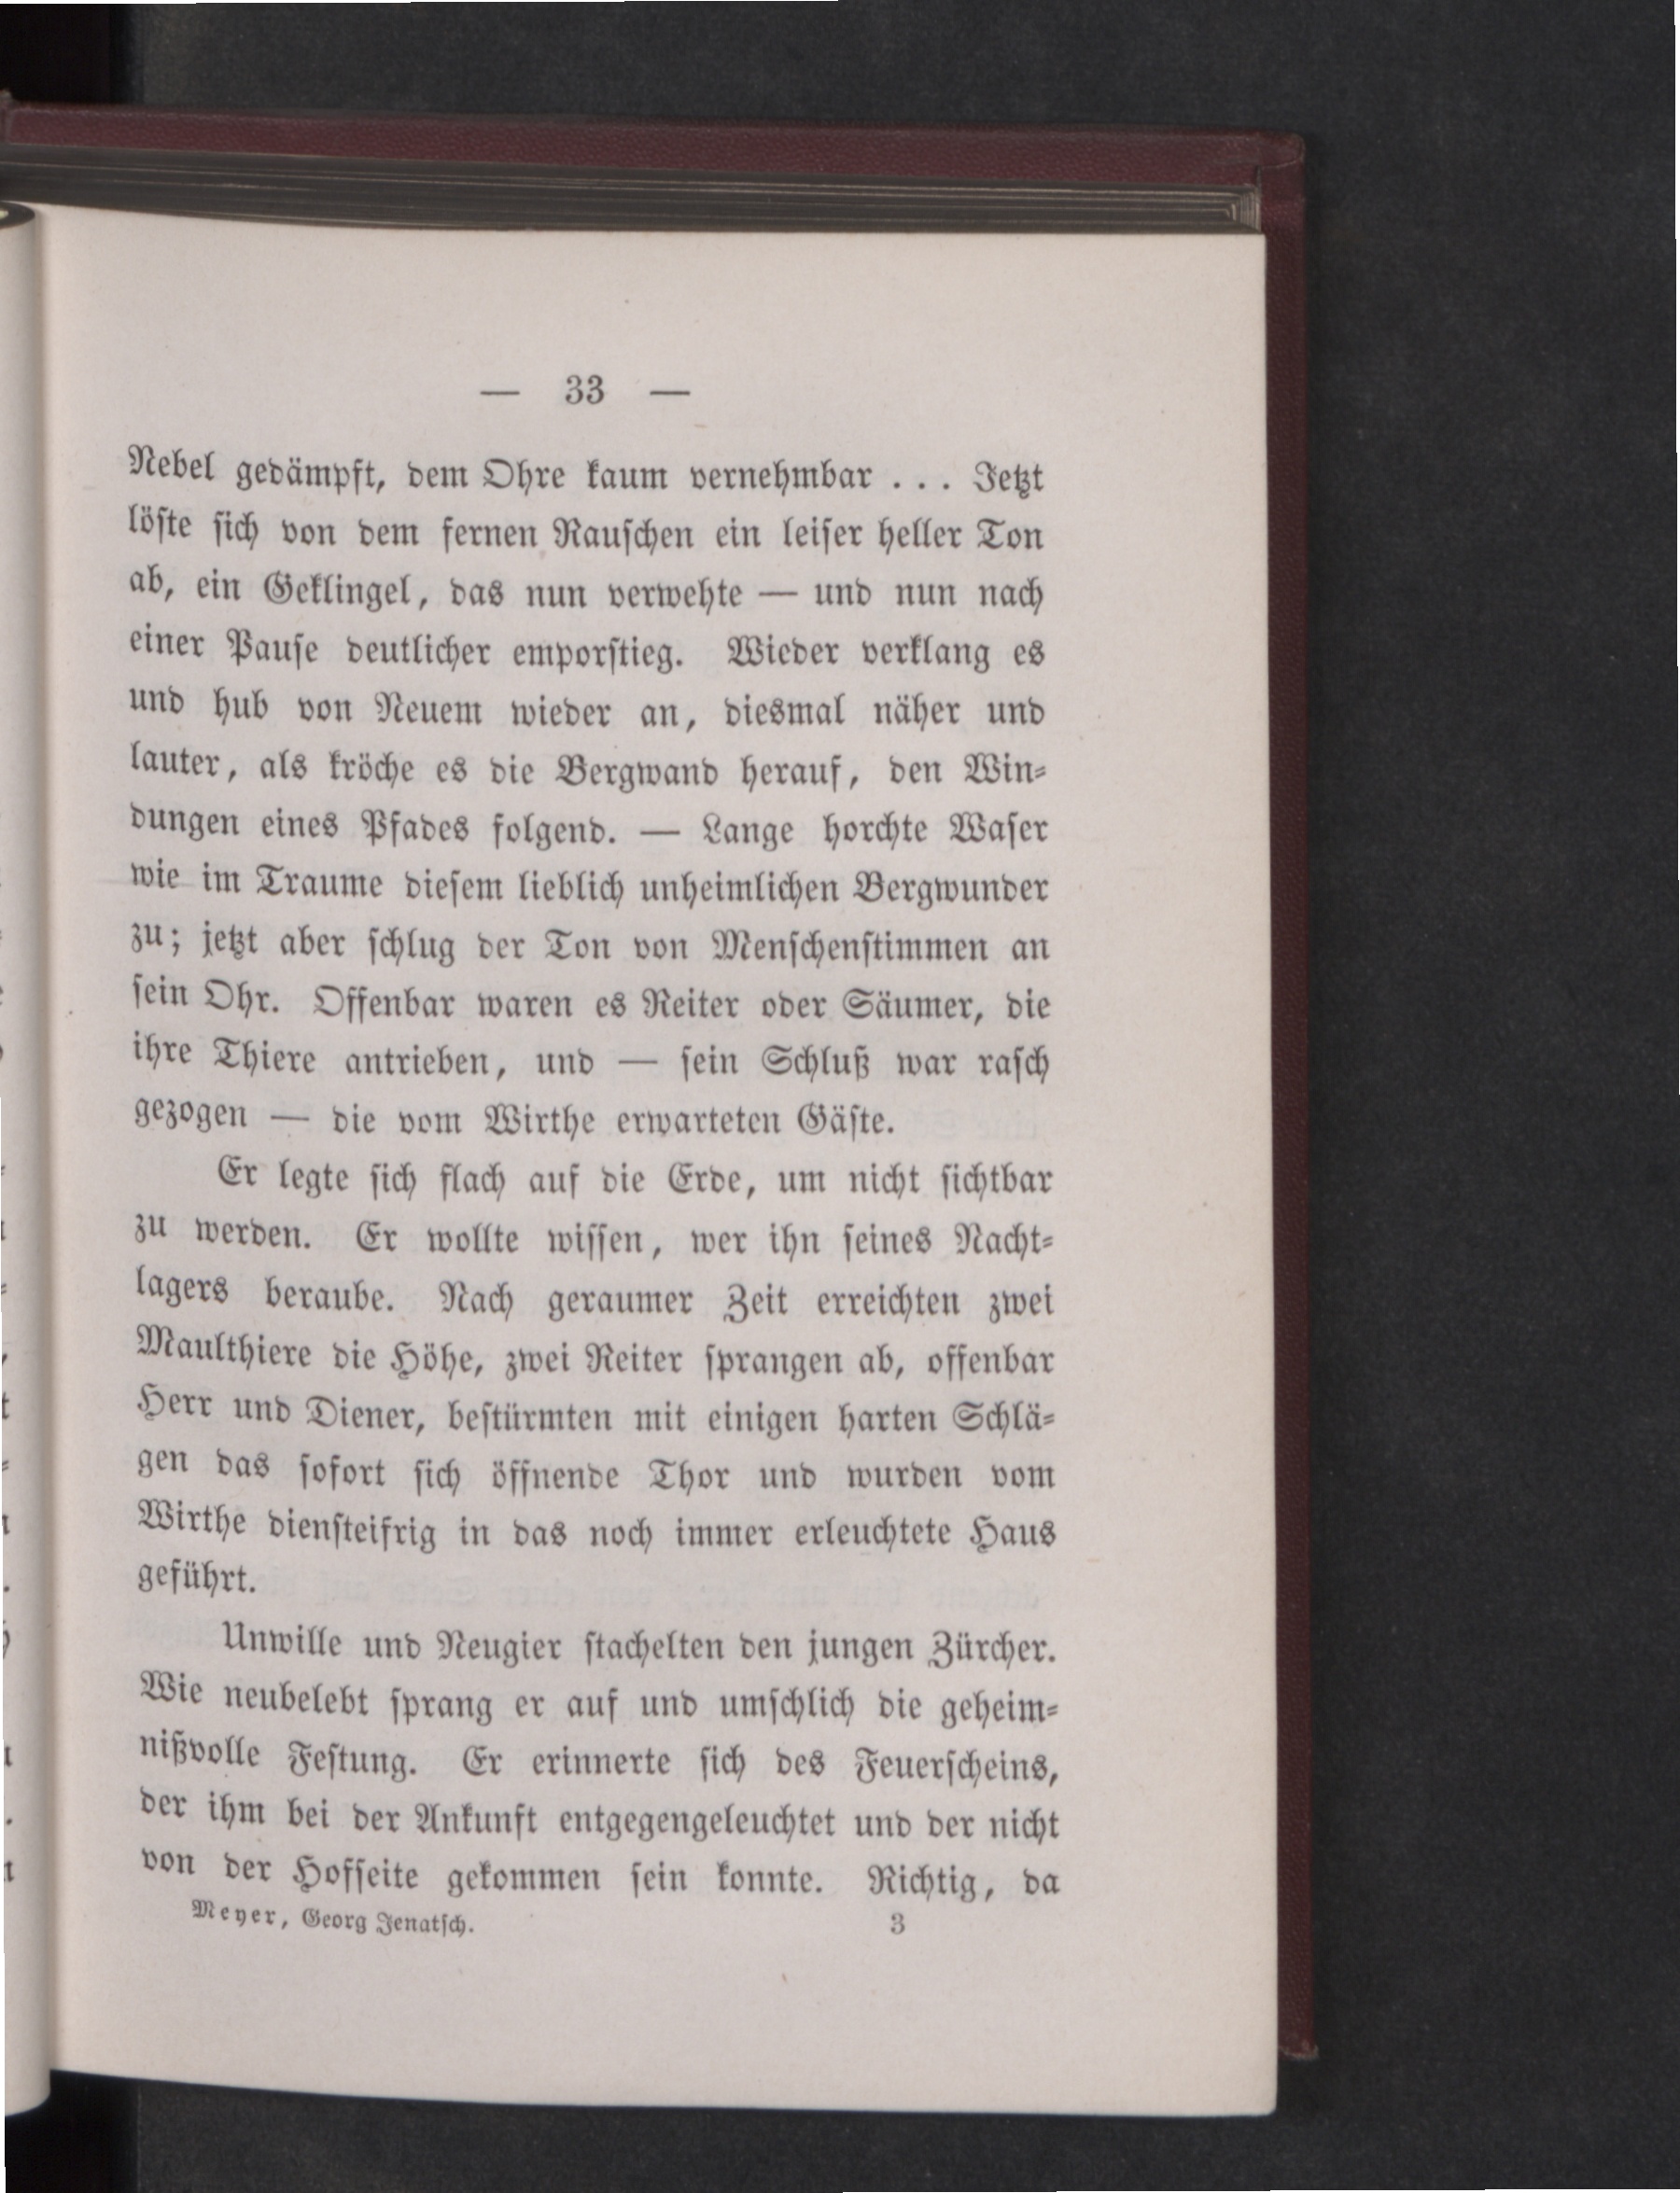 — 33 —
Nebel gedämpft, dem Ohre kaum vernehmbar . . . Jetzt
löſte ſich von dem fernen Rauſchen ein leiſer heller Ton
ab, ein Geklingel, das nun verwehte — und nun nach
einer Pauſe deutlicher emporſtieg. Wieder verklang es
und hub von Neuem wieder an, diesmal näher und
lauter, als kröche es die Bergwand herauf, den Win-
dungen eines Pfades folgend. — Lange horchte Waſer
wie im Traume dieſem lieblich unheimlichen Bergwunder
zu; jetzt aber ſchlug der Ton von Menſchenſtimmen an
ſein Ohr. Offenbar waren es Reiter oder Säumer, die
ihre Thiere antrieben, und — ſein Schluß war raſch
gezogen — die vom Wirthe erwarteten Gäſte.
Er legte ſich flach auf die Erde, um nicht ſichtbar
zu werden. Er wollte wiſſen, wer ihn ſeines Nacht-
lagers beraube. Nach geraumer Zeit erreichten zwei
Maulthiere die Höhe, zwei Reiter ſprangen ab, offenbar
Herr und Diener, beſtürmten mit einigen harten Schlä-
gen das ſofort ſich öffnende Thor und wurden vom
Wirthe dienſteifrig in das noch immer erleuchtete Haus
geführt.
Unwille und Neugier ſtachelten den jungen Zürcher.
Wie neubelebt ſprang er auf und umſchlich die geheim-
nißvolle Feſtung. Er erinnerte ſich des Feuerſcheins,
der ihm bei der Ankunft entgegengeleuchtet und der nicht
von der Hofſeite gekommen ſein konnte. Richtig, da
Meyer, Georg Jenatſch. 3